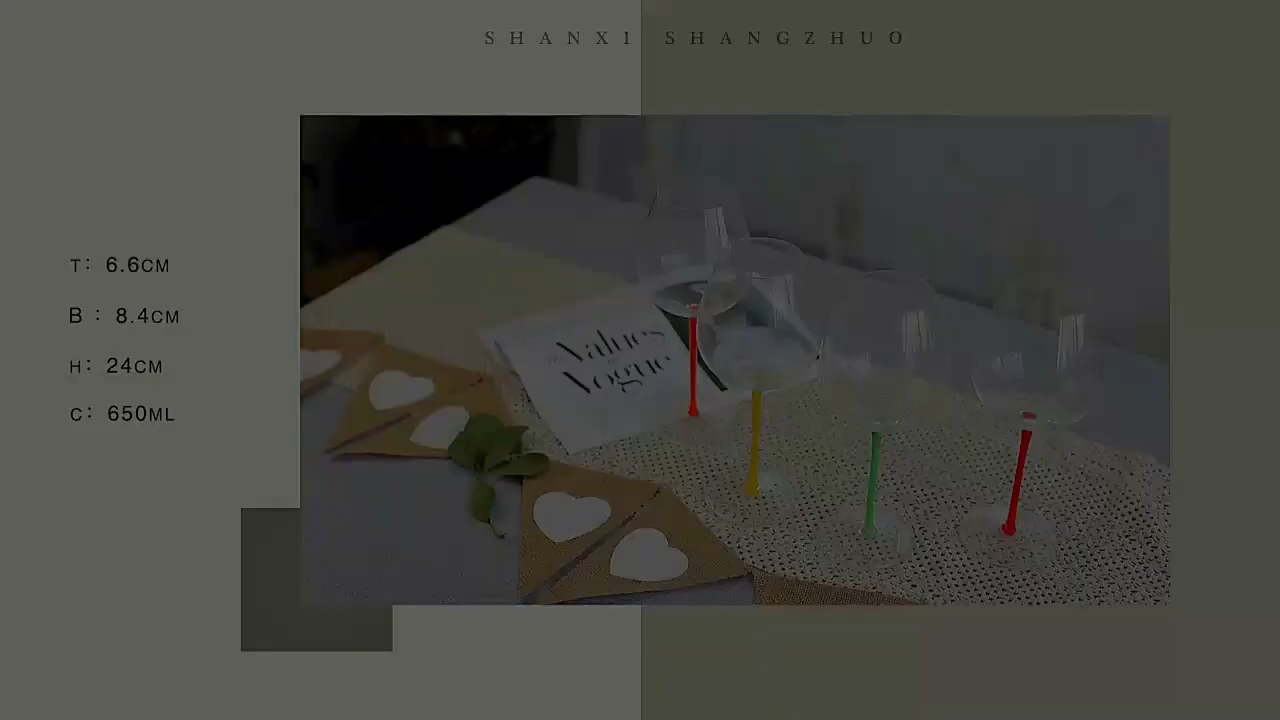 SHANXI SHANGZHUO
T: 6.6CM
B : 8.4CM
H: 24CM
C: 650ML
Values
Vogue